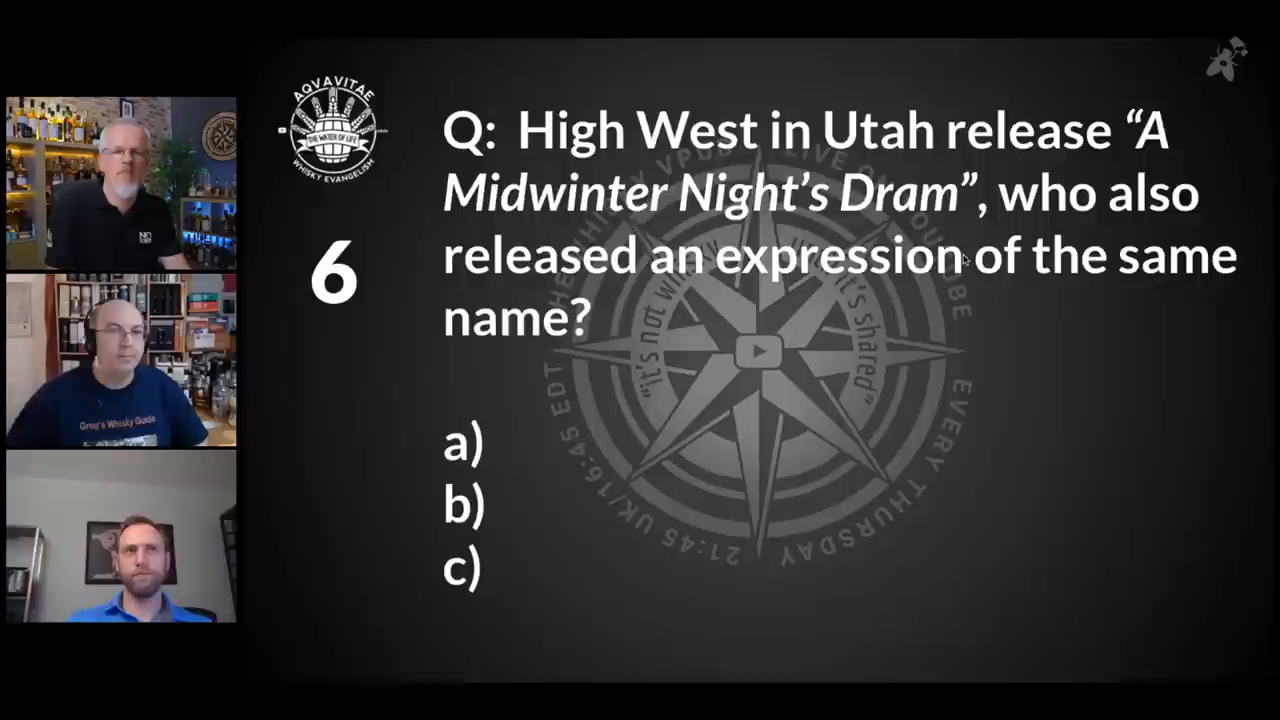 AQVAVITAE
THE WATER OF LIFE
WHISKY EVANGELISM
6
Q: High West in Utah release “A
Midwinter Night’s Dram”, who also
released an expression of the same
name?
a)
b)
c)
"it's not whi
it's shared"
EVERY THURSDAY
21:45 UK/16:45 EDT
Greg's Whisky Guide